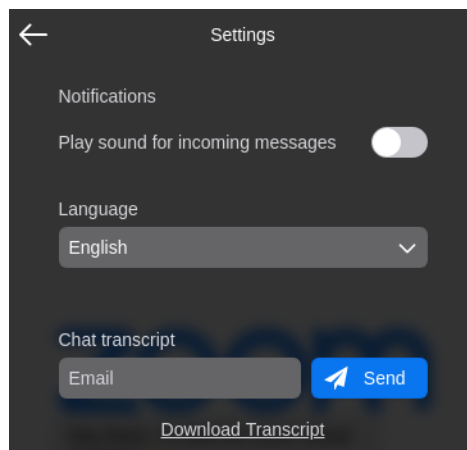 Settings
Notifications
Play sound for incoming messages
Language
English
Chat transcript
Email
Send
Download Transcript